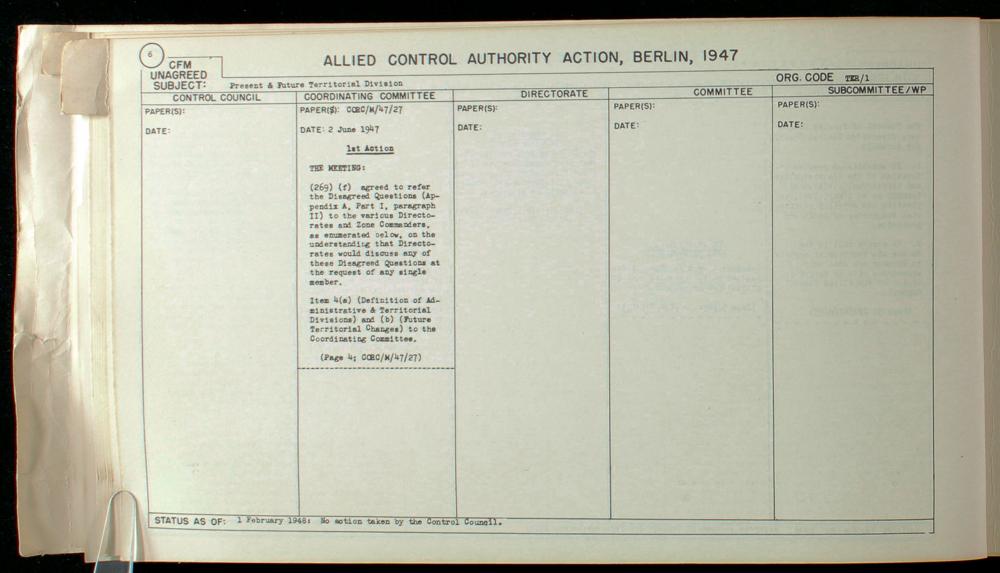 6
CFM
UNAGREED
ALLIED CONTROL AUTHORITY ACTION, BERLIN, 1947
SUBJECT: Present & Future Territorial Division
ORG. CODE TER/1
CONTROL COUNCIL
PAPER(S):
DATE:
COORDINATING COMMITTEE
PAPER(S): CORC/M/47/27
DATE: 2 June 1947
1st Action
THE MEETING:
(269) (f) agreed to refer
the Disagreed Questions (Ap-
pendix A, Part I, paragraph
II) to the various Directo-
rates and Zone Commanders,
as enumerated below, on the
understanding that Directo-
rates would discuss any of
these Disagreed Questions at
the request of any single
member.
Item 4(a) (Definition of Ad-
ministrative & Territorial
Divisions) and (b) (Future
Territorial Changes) to the
Coordinating Committee.
(Page 4; CORC/M/47/27)
DIRECTORATE
PAPER(S):
DATE:
COMMITTEE
PAPER(S):
DATE:
SUBCOMMITTEE/WP
PAPER(S):
DATE:
STATUS AS OF: 1 February 1948: No action taken by the Control Council.